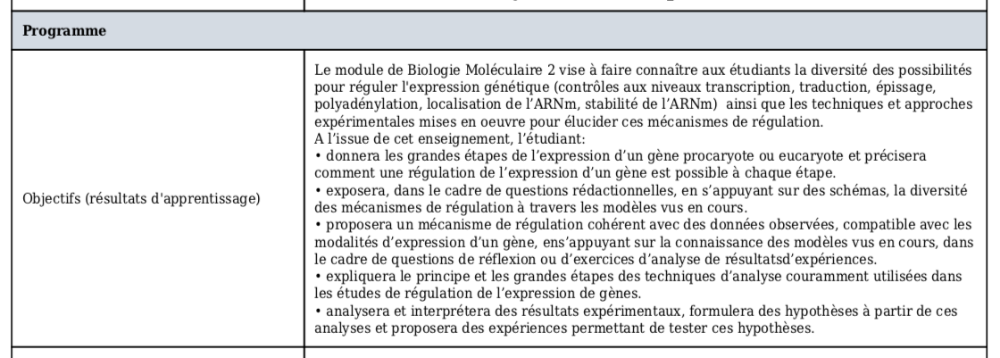 Programme
Objectifs (résultats d'apprentissage)
Le module de Biologie Moléculaire 2 vise à faire connaître aux étudiants la diversité des possibilités
pour réguler l'expression génétique (contrôles aux niveaux transcription, traduction, épissage,
polyadénylation, localisation de l’ARNm, stabilité de l’ARNm)  ainsi que les techniques et approches
expérimentales mises en oeuvre pour élucider ces mécanismes de régulation.
A l’issue de cet enseignement, l’étudiant:
• donnera les grandes étapes de l’expression d’un gène procaryote ou eucaryote et précisera
comment une régulation de l’expression d’un gène est possible à chaque étape.
• exposera, dans le cadre de questions rédactionnelles, en s’appuyant sur des schémas, la diversité
des mécanismes de régulation à travers les modèles vus en cours.
• proposera un mécanisme de régulation cohérent avec des données observées, compatible avec les
modalités d’expression d’un gène, ens’appuyant sur la connaissance des modèles vus en cours, dans
le cadre de questions de réflexion ou d’exercices d’analyse de résultatsd’expériences.
• expliquera le principe et les grandes étapes des techniques d’analyse couramment utilisées dans
les études de régulation de l’expression de gènes.
• analysera et interprétera des résultats expérimentaux, formulera des hypothèses à partir de ces
analyses et proposera des expériences permettant de tester ces hypothèses.